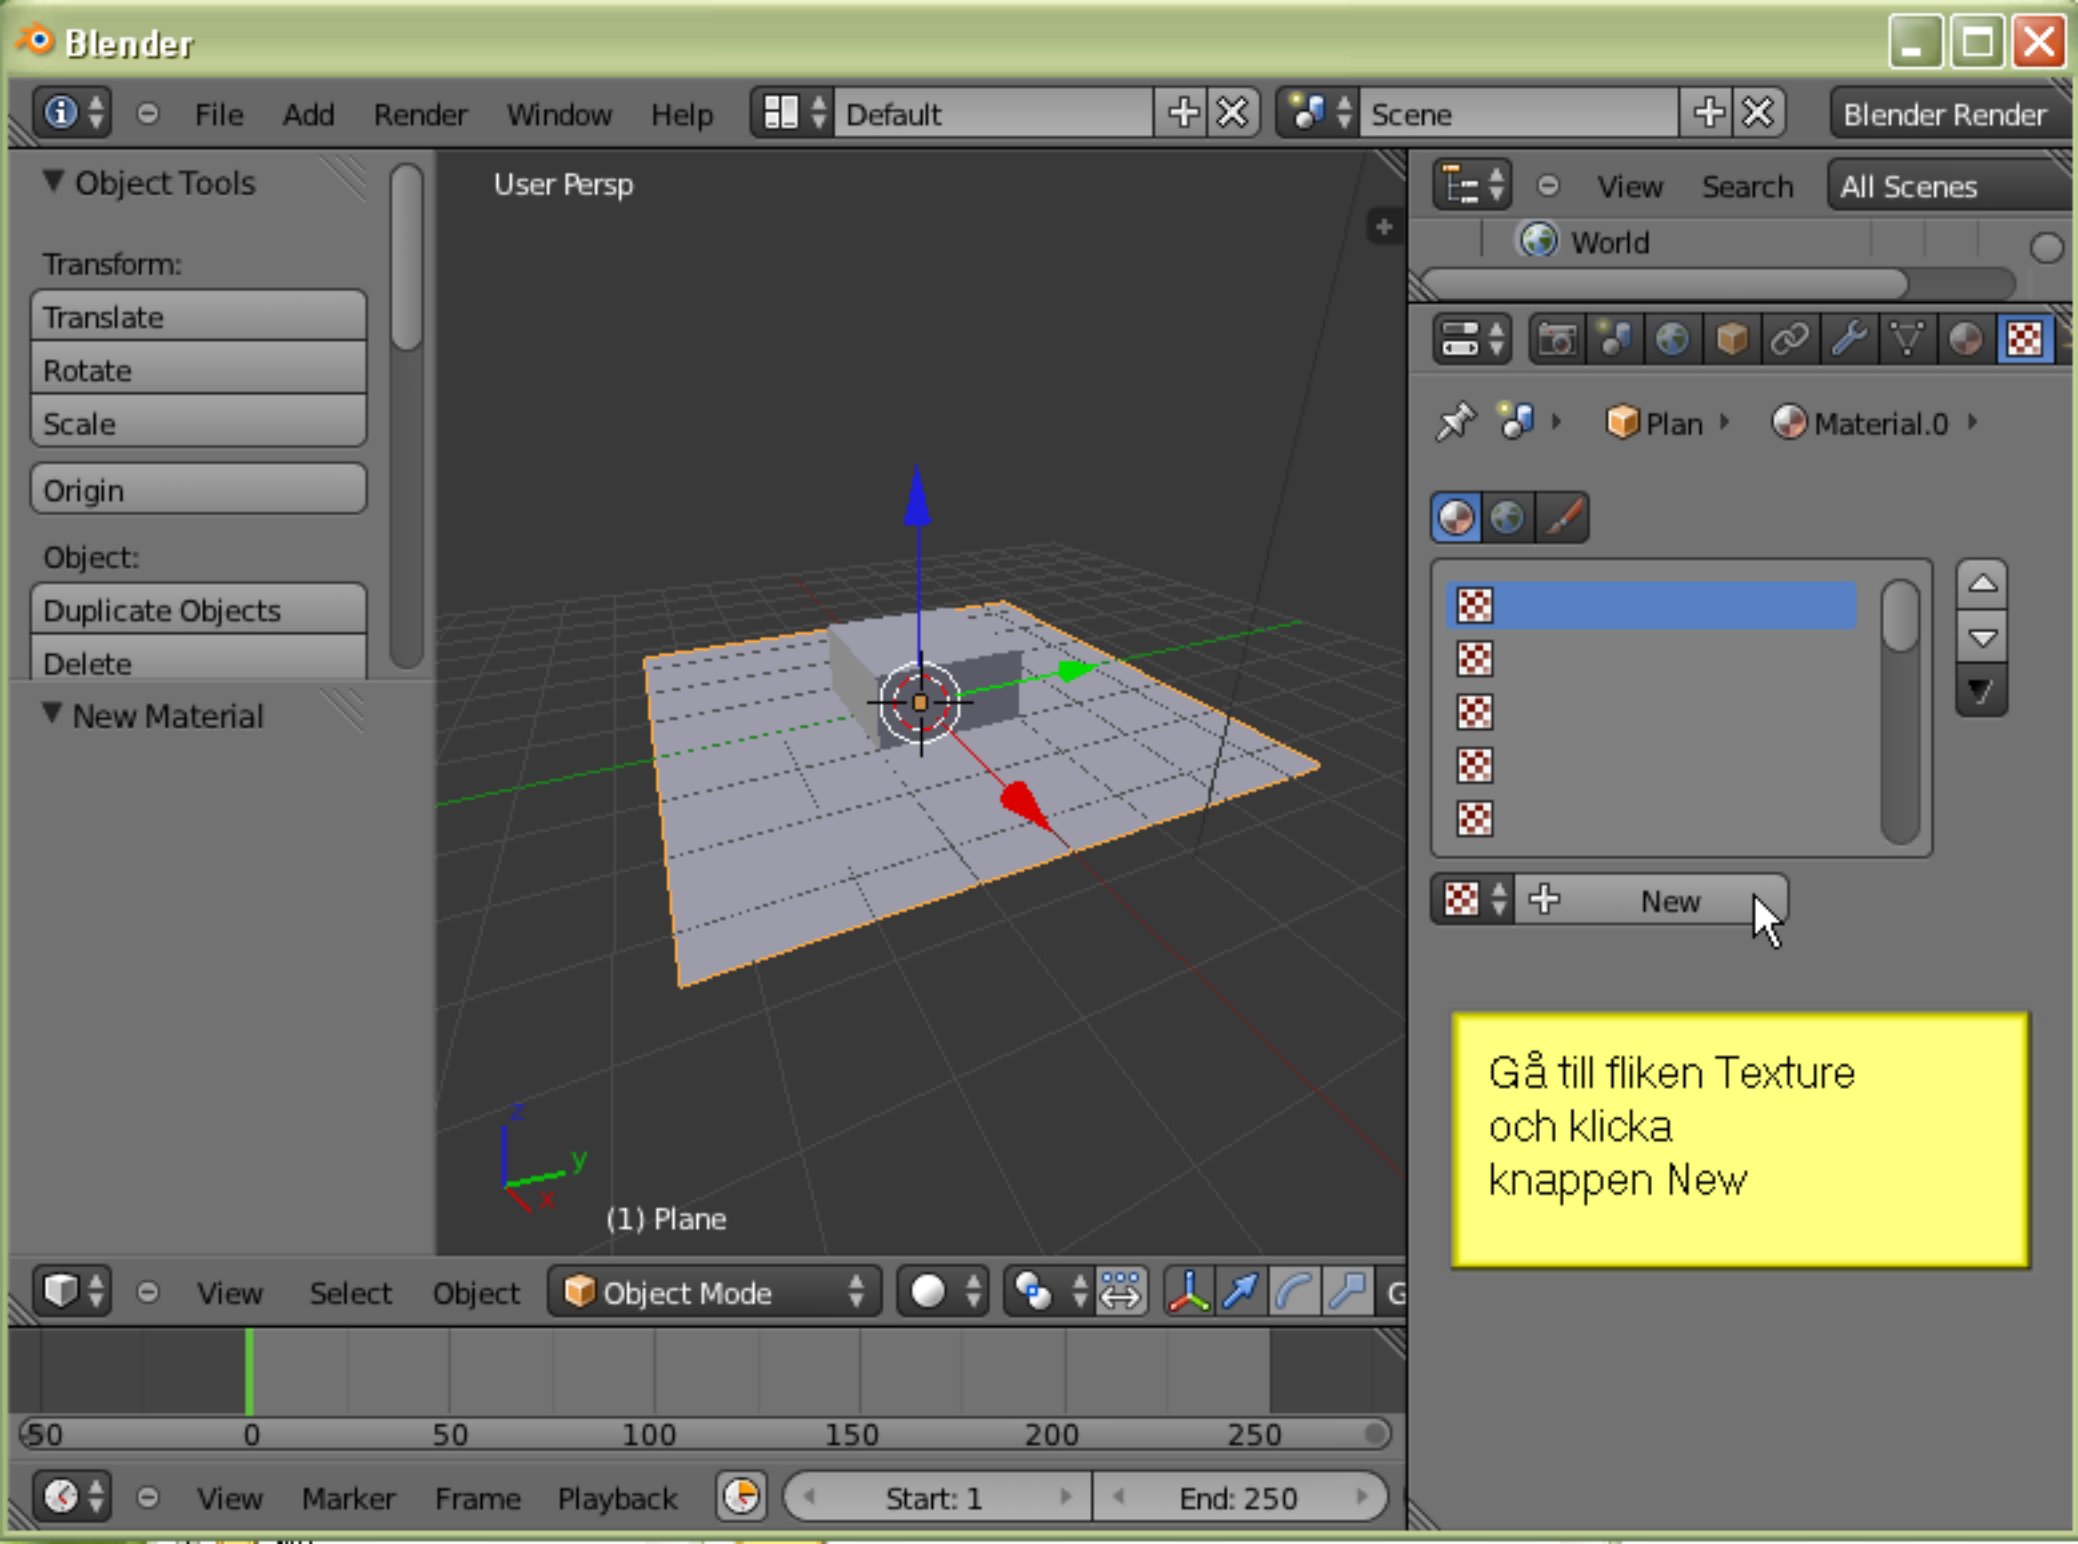 Blender
File Add Render Window Help Default Scene Blender Render
Object Tools
Transform:
Translate
Rotate
Scale
Origin
Object:
Duplicate Objects
Delete
New Material
User Persp
z
y
x
(1) Plane
View Search All Scenes
World
Plan Material.0
New
Gå till fliken Texture
och klicka
knappen New
View Select Object Object Mode G
-50 0 50 100 150 200 250
View Marker Frame Playback Start: 1 End: 250